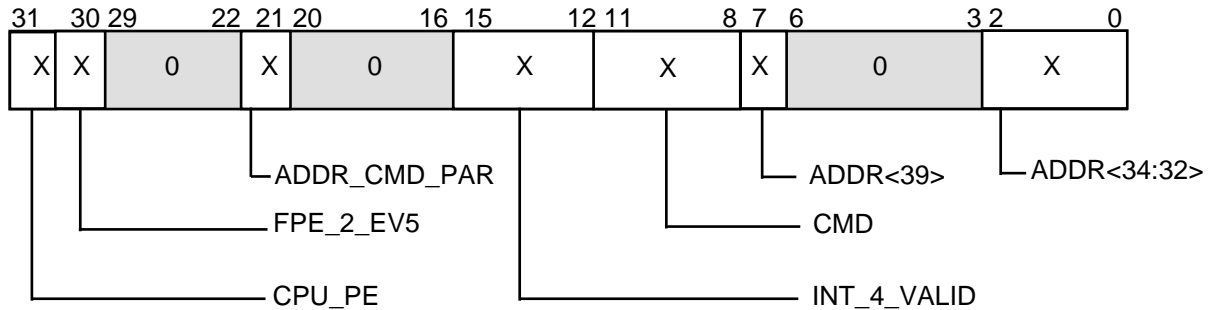 31 30 29 22 21 20 16 15 12 11 8 7 6 3 2 0
X X 0 X 0 X X X 0 X
ADDR_CMD_PAR ADDR<39> ADDR<34:32>
FPE_2_EV5 CMD
CPU_PE INT_4_VALID